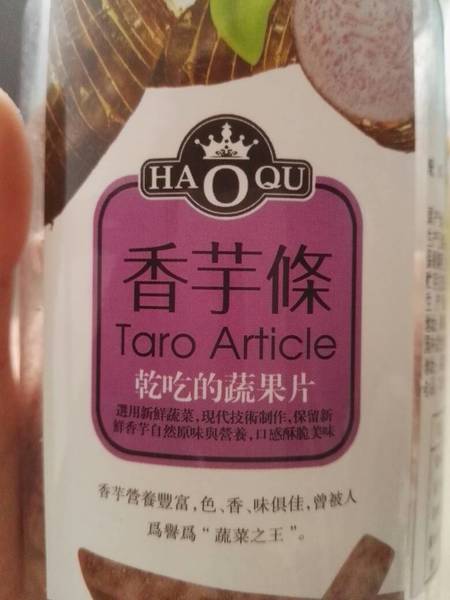 HAOQU
香芋條
Taro Article
乾吃的蔬果片
選用新鮮蔬菜,現代技術制作,保留新
鮮香芋自然原味與營養,口感酥脆美味
香芋營養豐富,色、香、味俱佳,曾被人
爲譽爲“蔬菜之王”。